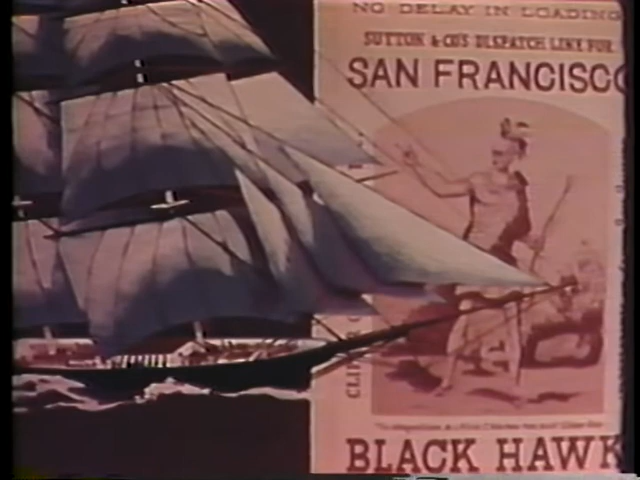 NO DELAY IN LOADING
SUTTON & CO'S DISPATCH LINE FOR
SAN FRANCISCO
BLACK HAWK